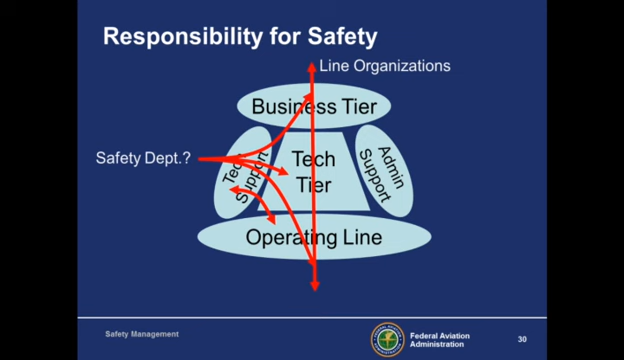 Responsibility for Safety
Line Organizations
Business Tier
Safety Dept.?
Tech
Support
Tech
Tier
Admin
Support
Operating Line
Safety Management
Federal Aviation
Administration
30